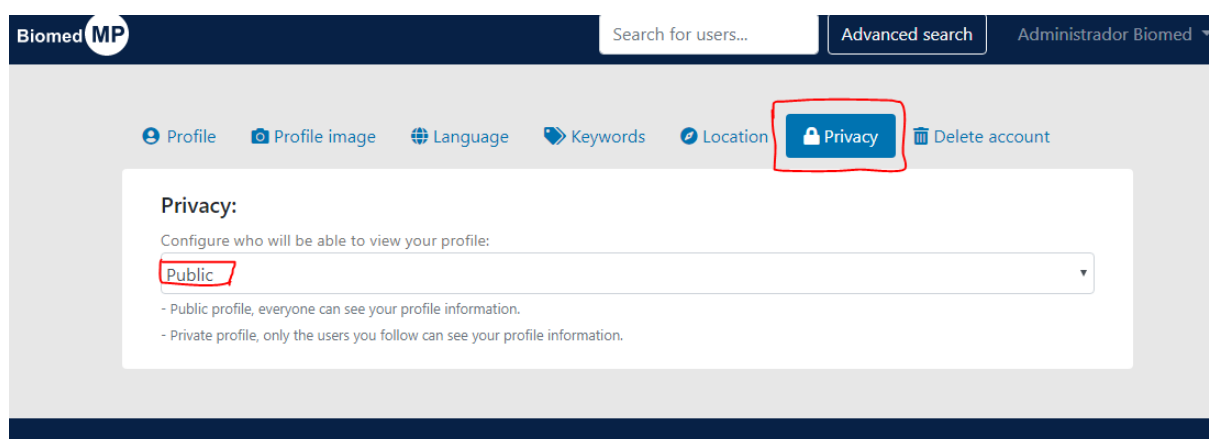 Biomed MP Search for users... Advanced search Administrador Biomed
Profile Profile image Language Keywords Location Privacy Delete account
Privacy:
Configure who will be able to view your profile:
Public
- Public profile, everyone can see your profile information.
- Private profile, only the users you follow can see your profile information.